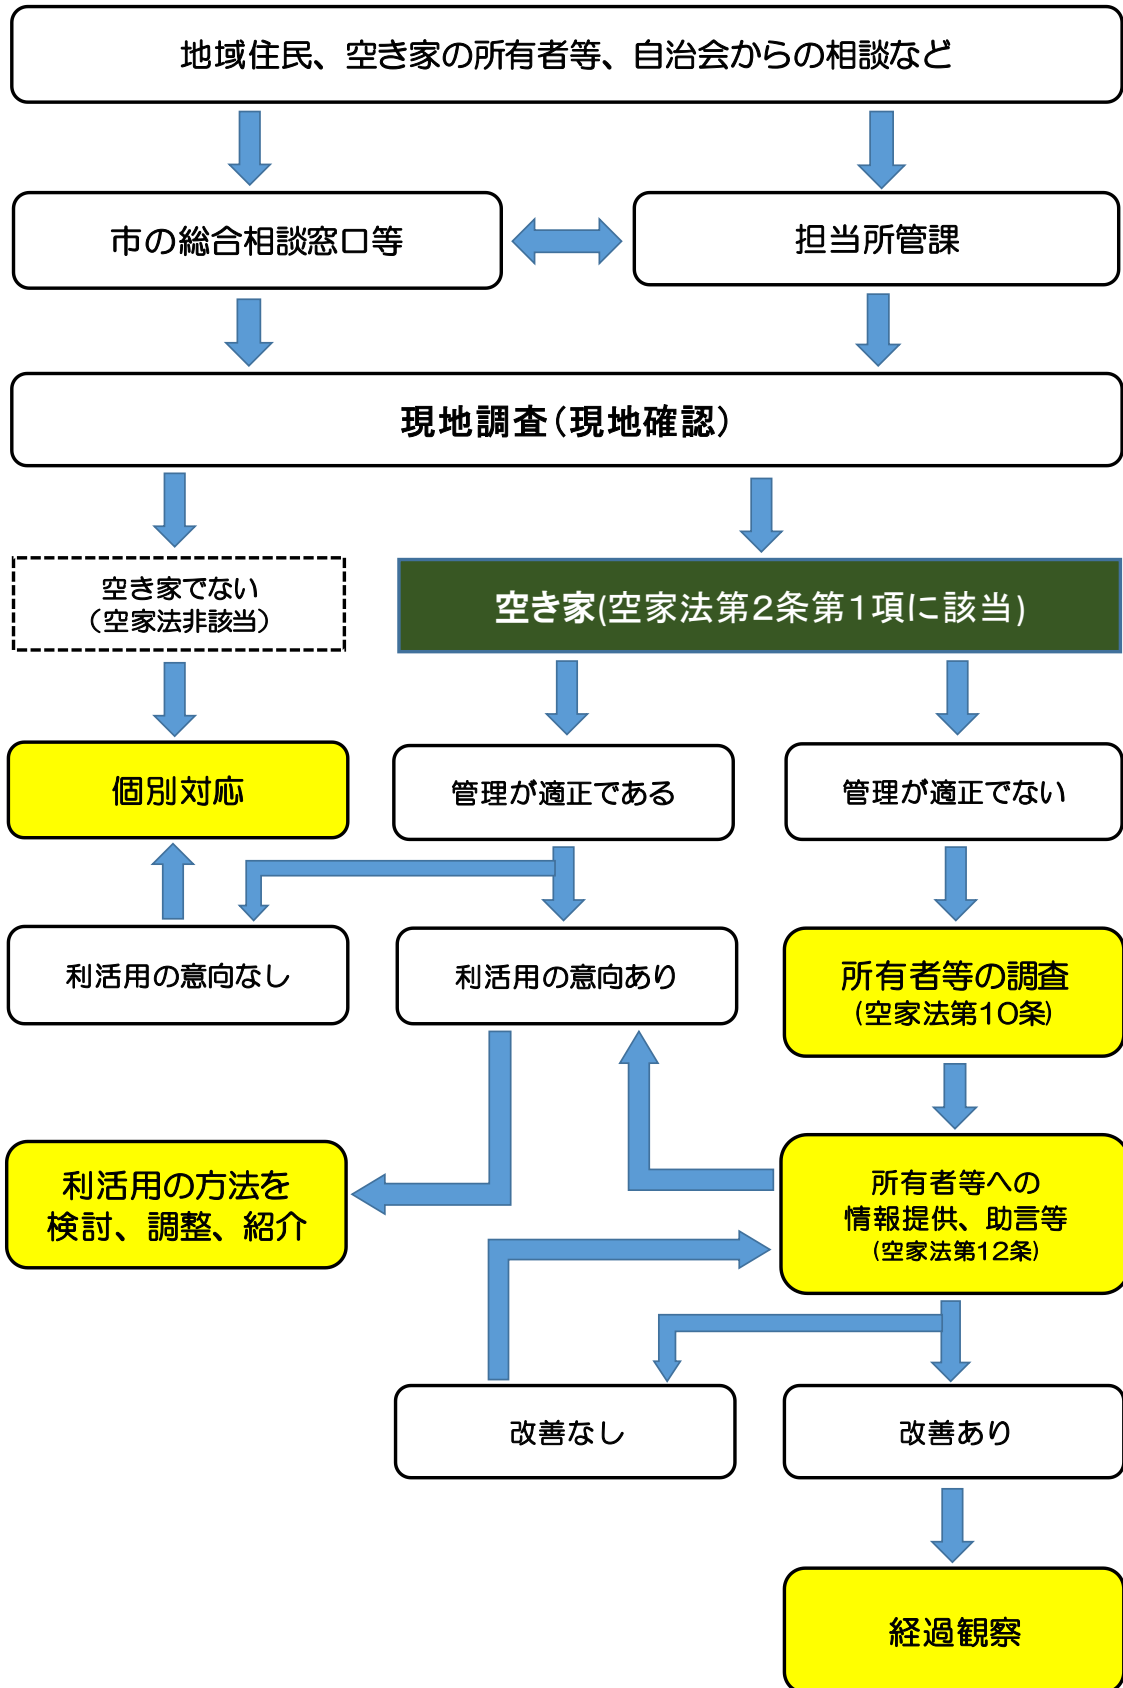 地域住民、空き家の所有者等、自治会からの相談など
市の総合相談窓口等
担当所管課
現地調査(現地確認)
空き家でない
(空家法非該当)
空き家(空家法第2条第1項に該当)
個別対応
管理が適正である
管理が適正でない
利活用の意向なし
利活用の意向あり
所有者等の調査
(空家法第10条)
利活用の方法を
検討、調整、紹介
所有者等への
情報提供、助言等
(空家法第12条)
改善なし
改善あり
経過観察